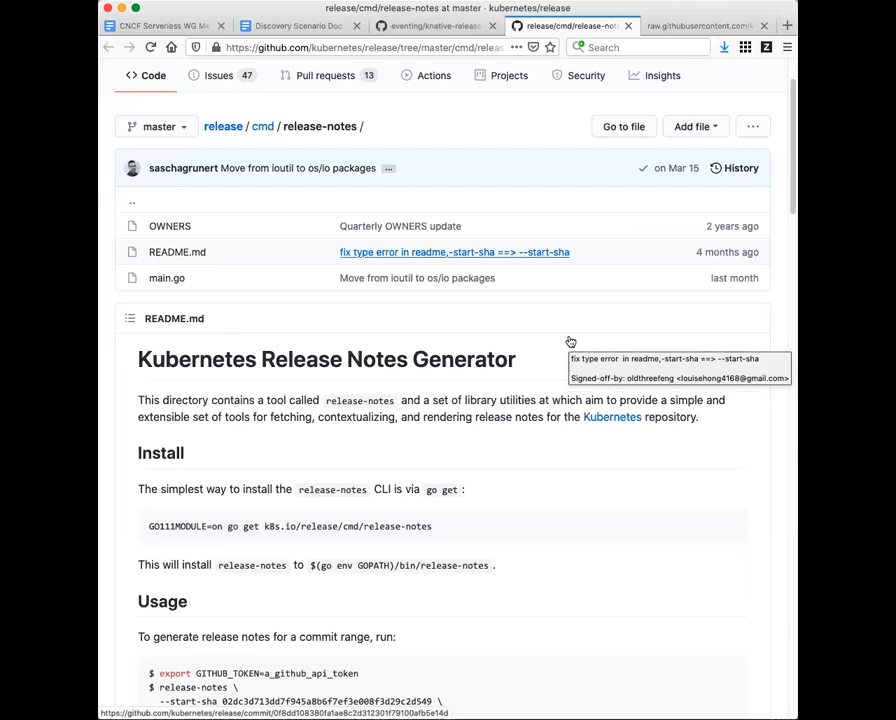 release/cmd/release-notes at master · kubernetes/release
CNCF Serverless WG Me
Discovery Scenario Doc
eventing/knative-release
release/cmd/release-note
raw.githubusercontent.com/k
https://github.com/kubernetes/release/tree/master/cmd/releas
Search
Code
Issues 47
Pull requests 13
Actions
Projects
Security
Insights
master
release / cmd / release-notes /
Go to file
Add file
saschagrunert Move from ioutil to os/io packages ...
on Mar 15
History
..
OWNERS
Quarterly OWNERS update
2 years ago
README.md
fix type error in readme,-start-sha ==> --start-sha
4 months ago
main.go
Move from ioutil to os/io packages
last month
README.md
Kubernetes Release Notes Generator
fix type error in readme,-start-sha ==> --start-sha
Signed-off-by: oldthreefeng <louisehong4168@gmail.com>
This directory contains a tool called release-notes and a set of library utilities at which aim to provide a simple and
extensible set of tools for fetching, contextualizing, and rendering release notes for the Kubernetes repository.
Install
The simplest way to install the release-notes CLI is via go get :
GO111MODULE=on go get k8s.io/release/cmd/release-notes
This will install release-notes to $(go env GOPATH)/bin/release-notes .
Usage
To generate release notes for a commit range, run:
$ export GITHUB_TOKEN=a_github_api_token
$ release-notes \
--start-sha 02dc3d713dd7f945a8b6f7ef3e008f3d29c2d549 \
https://github.com/kubernetes/release/commit/0f8dd108380fa1ae8c2d312301f79100afb5e14d